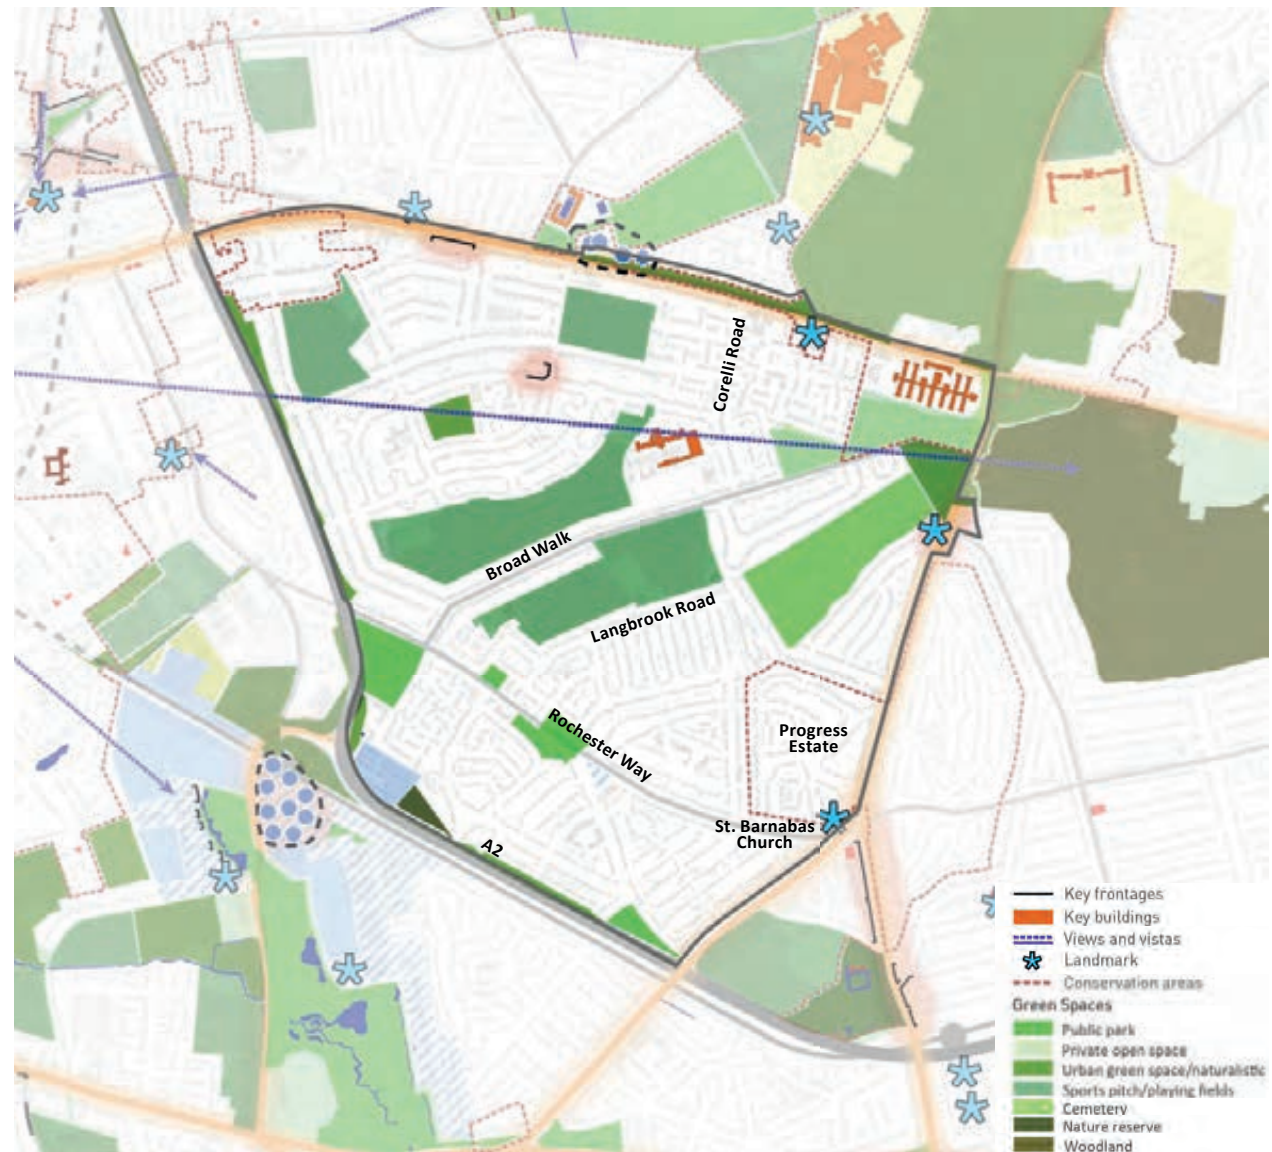 Corelli Road
Broad Walk
Langbrook Road
Rochester Way
Progress
Estate
St. Barnabas
Church
A2
Key frontages
Key buildings
Views and vistas
Landmark
Conservation areas
Green Spaces
Public park
Private open space
Urban green space/naturalistic
Sports pitch/playing fields
Cemetery
Nature reserve
Woodland